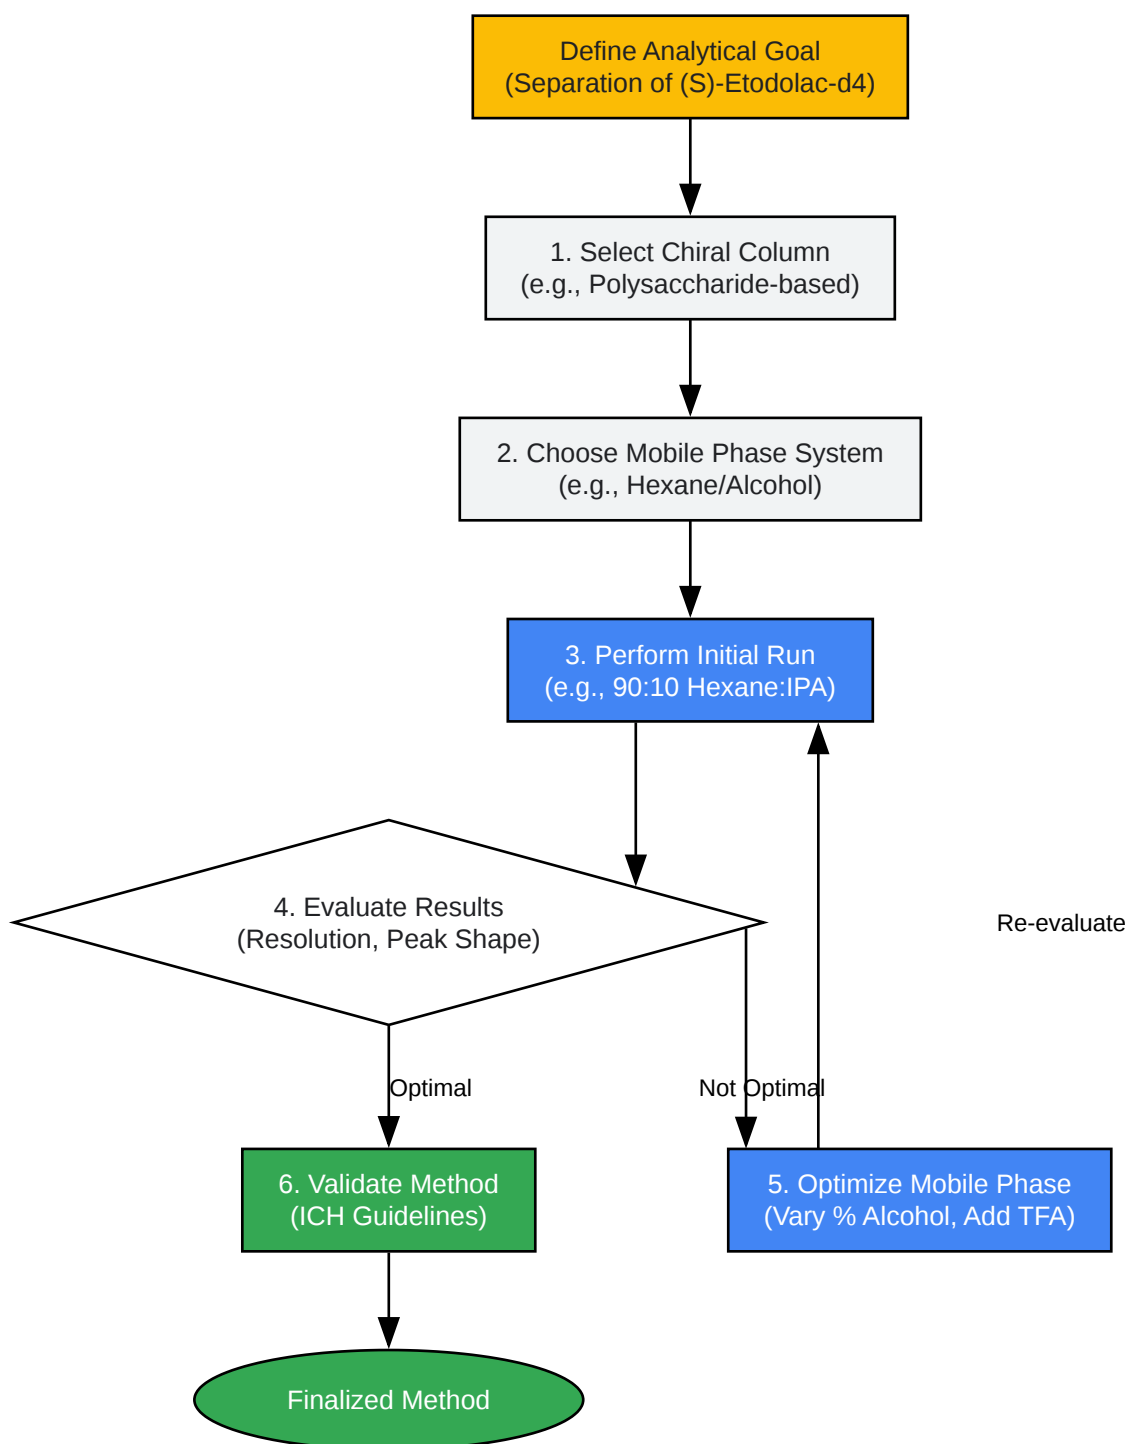 Define Analytical Goal
(Separation of (S)-Etodolac-d4)
1. Select Chiral Column
(e.g., Polysaccharide-based)
2. Choose Mobile Phase System
(e.g., Hexane/Alcohol)
3. Perform Initial Run
(e.g., 90:10 Hexane:IPA)
4. Evaluate Results
(Resolution, Peak Shape)
Re-evaluate
Optimal
Not Optimal
6. Validate Method
(ICH Guidelines)
5. Optimize Mobile Phase
(Vary % Alcohol, Add TFA)
Finalized Method